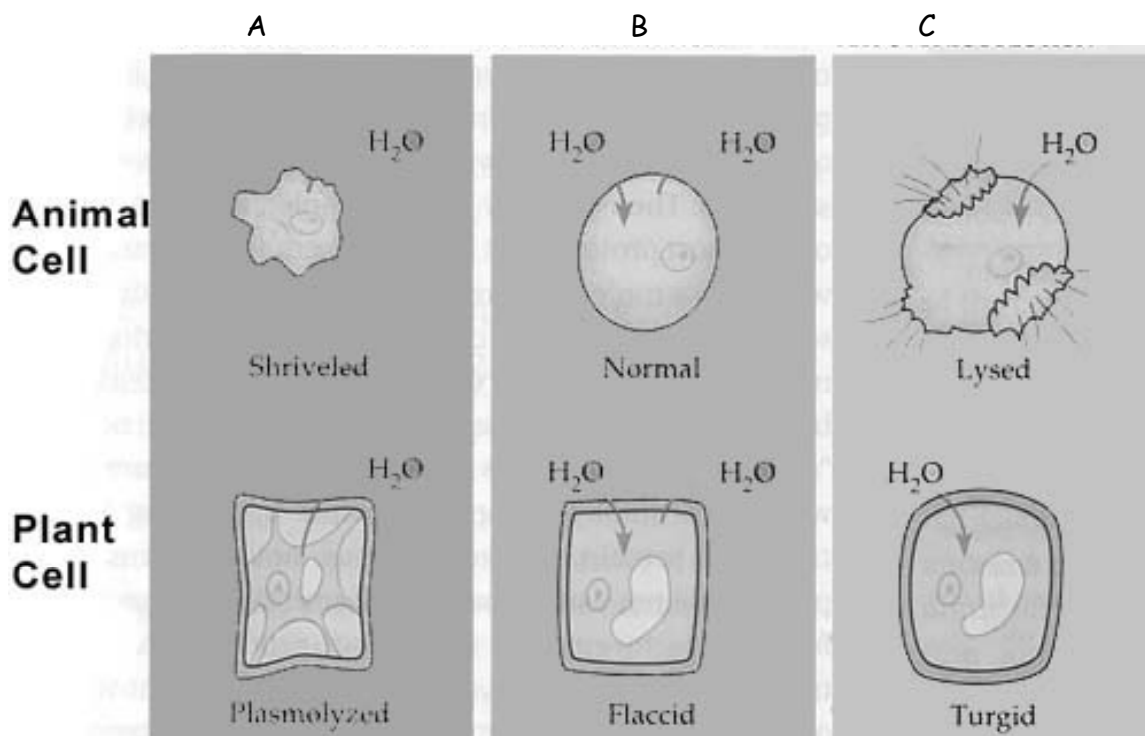 A B C
Animal Cell
H₂O H₂O H₂O H₂O
Shriveled Normal Lysed
Plant Cell
H₂O H₂O H₂O H₂O
Plasmolyzed Flaccid Turgid